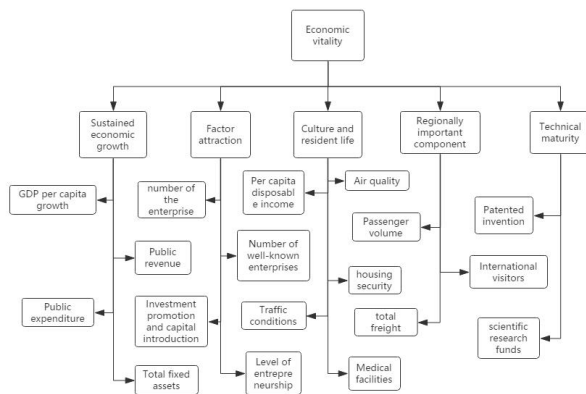 Economic
vitality
Sustained
economic
growth
Factor
attraction
Culture and
resident life
Regionally
important
component
Technical
maturity
GDP per capita
growth
number of
the enterprise
Per capita
disposabl
e income
Air quality
Passenger
volume
Patented
invention
Public
revenue
Number of
well-known
enterprises
housing
security
International
visitors
Public
expenditure
Investment
promotion
and capital
introduction
Traffic
conditions
total
freight
scientific
research
funds
Total fixed
assets
Level of
entrepre
neurship
Medical
facilities